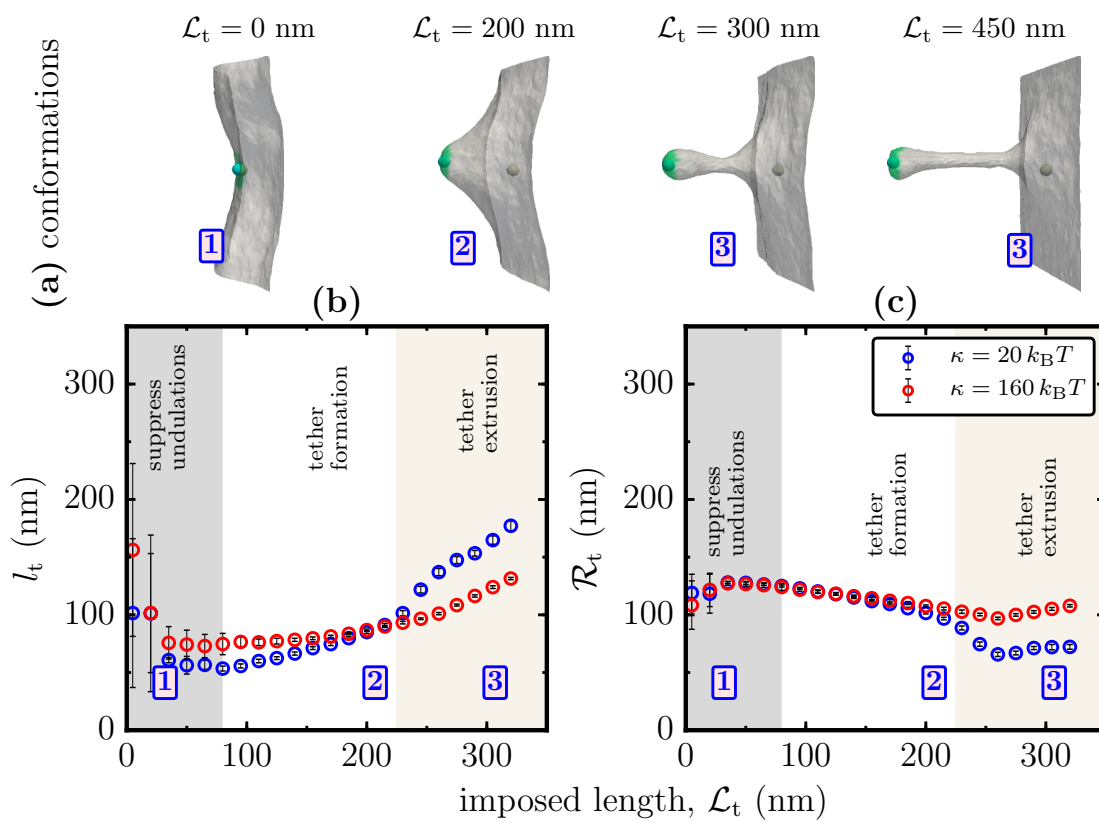 ℒt = 0 nm
ℒt = 200 nm
ℒt = 300 nm
ℒt = 450 nm
(a) conformations
1
2
3
3
(b)
(c)
350
300
200
100
0
lt (nm)
suppress
undulations
tether
formation
tether
extrusion
1
2
3
0
100
200
300
300
200
100
0
ℛt (nm)
κ = 20 kBT
κ = 160 kBT
suppress
undulations
tether
formation
tether
extrusion
1
2
3
0
100
200
300
imposed length, ℒt (nm)